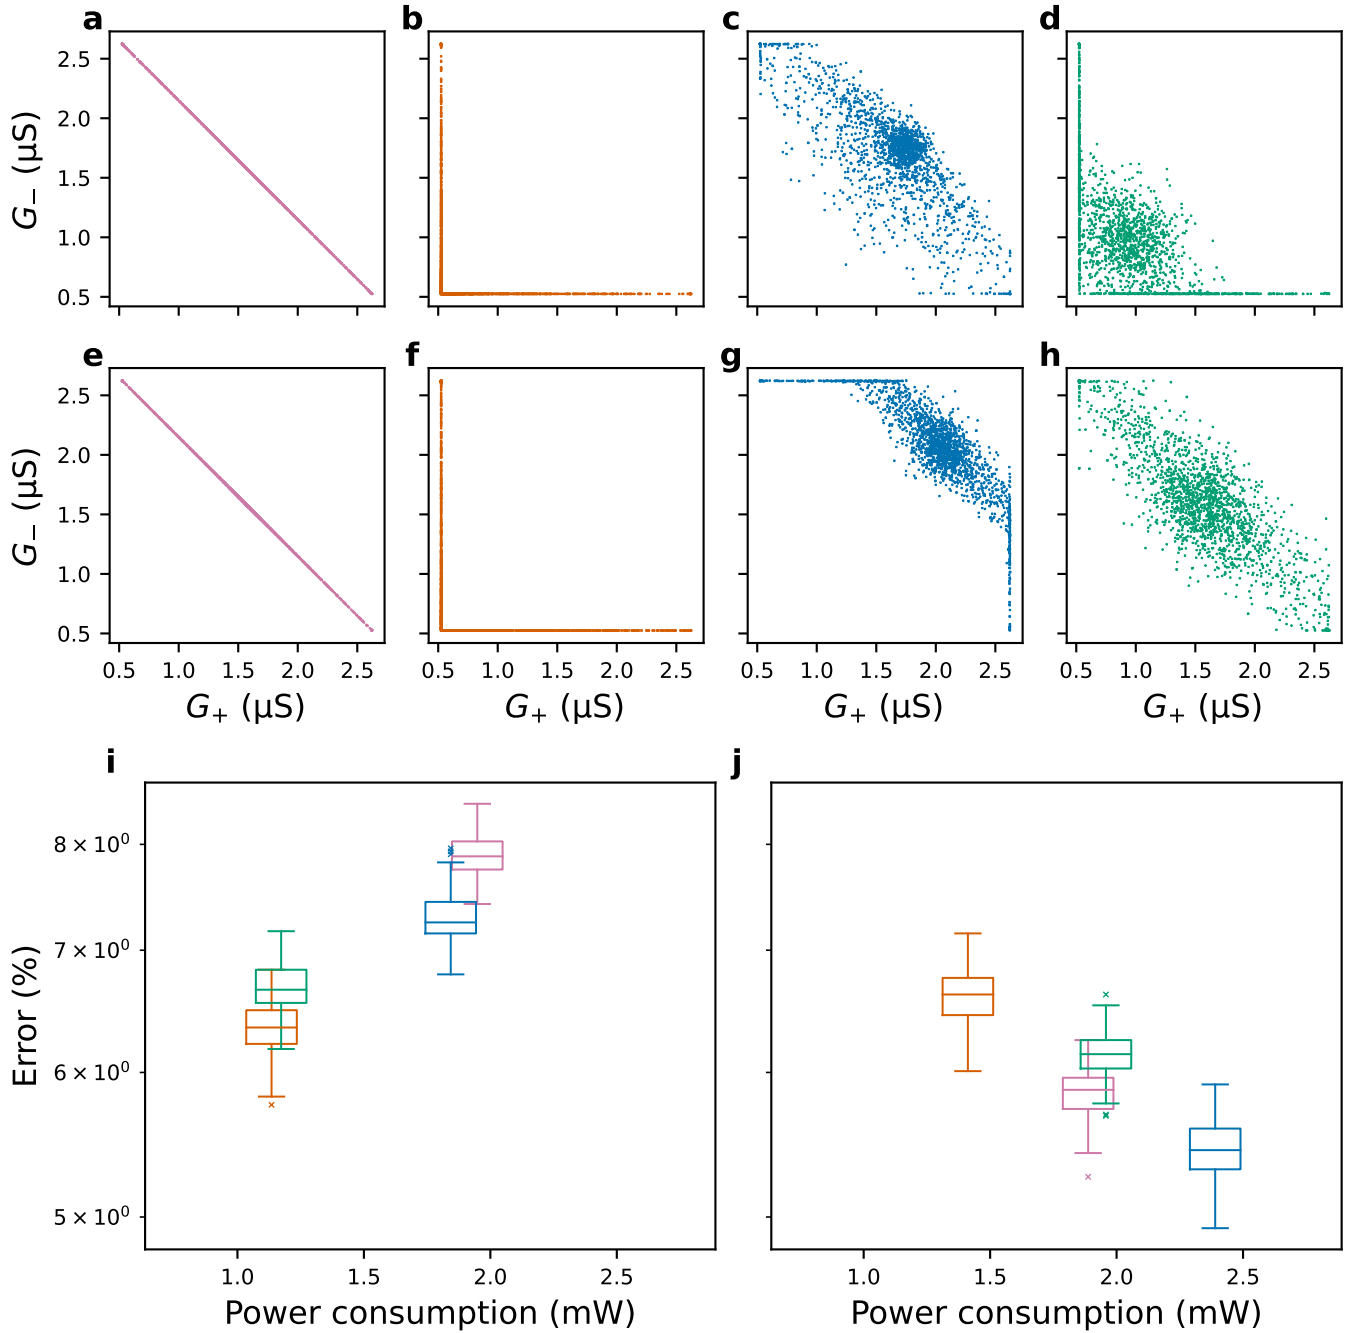 a b c d
2.5
2.0
1.5
1.0
0.5
G₋ (μS)
e f g h
2.5
2.0
1.5
1.0
0.5
G₋ (μS)
0.5 1.0 1.5 2.0 2.5 0.5 1.0 1.5 2.0 2.5 0.5 1.0 1.5 2.0 2.5 0.5 1.0 1.5 2.0 2.5
G₊ (μS) G₊ (μS) G₊ (μS) G₊ (μS)
i j
8 × 10⁰
7 × 10⁰
6 × 10⁰
5 × 10⁰
Error (%)
1.0 1.5 2.0 2.5 1.0 1.5 2.0 2.5
Power consumption (mW) Power consumption (mW)